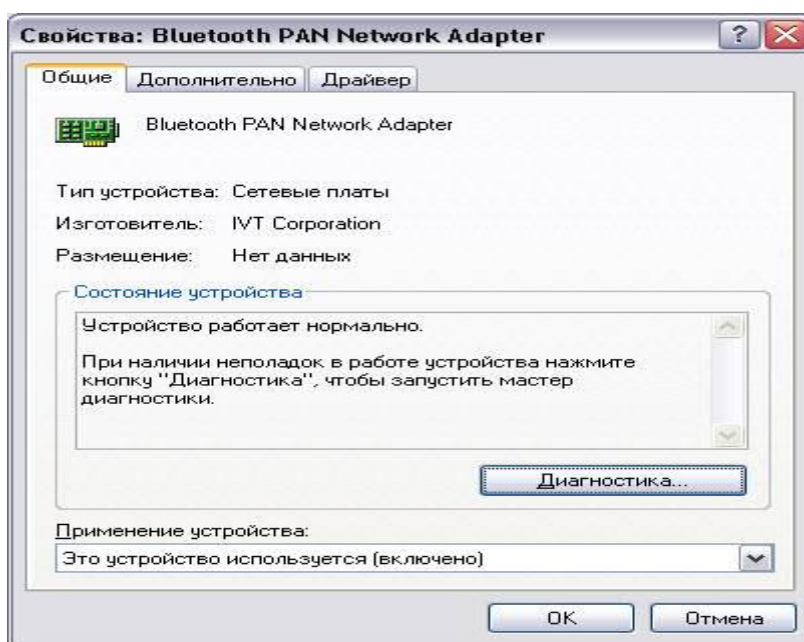 Свойства: Bluetooth PAN Network Adapter
Общие Дополнительно Драйвер
Bluetooth PAN Network Adapter
Тип устройства: Сетевые платы
Изготовитель: IVT Corporation
Размещение: Нет данных
Состояние устройства
Устройство работает нормально.
При наличии неполадок в работе устройства нажмите
кнопку "Диагностика", чтобы запустить мастер
диагностики.
Диагностика...
Применение устройства:
Это устройство используется (включено)
OK Отмена